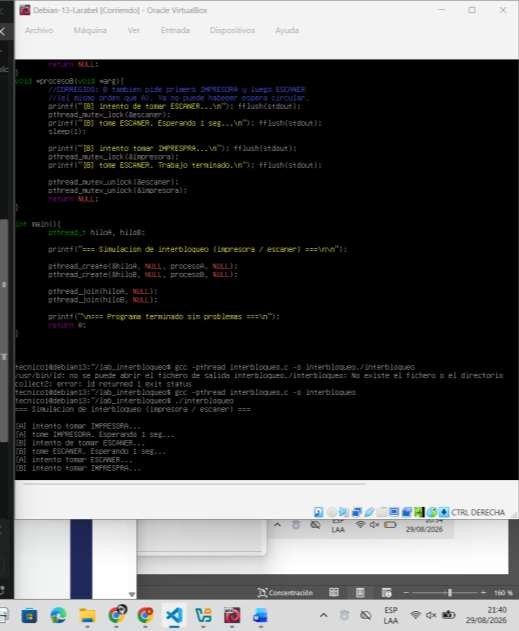 Debian-13-Larabel [Corriendo] - Oracle VirtualBox
Archivo Máquina Ver Entrada Dispositivos Ayuda
return NULL;
}
void *procesoB(void *arg){
//CORREGIDO: B tambien pide primero IMPRESORA y luego ESCANER
//(el mismo orden que A). Ya no puede habeer espera circular.
printf("[B] intento de tomar ESCANER...\n"); fflush(stdout);
pthread_mutex_lock(&escaner);
printf("[B] tome ESCANER. Esperando 1 seg...\n"); fflush(stdout);
sleep(1);
printf("[B] intento tomar IMPRESPRA...\n"); fflush(stdout);
pthread_mutex_lock(&impresora);
printf("[B] tome ESCANER. Trabajo terminado.\n"); fflush(stdout);
pthread_mutex_unlock(&escaner);
pthread_mutex_unlock(&impresora);
return NULL;
}
int main(){
pthread_t hiloA, hiloB;
printf("=== Simulacion de interbloqueo (impresora / escaner) ===\n\n");
pthread_create(&hiloA, NULL, procesoA, NULL);
pthread_create(&hiloB, NULL, procesoB, NULL);
pthread_join(hiloA, NULL);
pthread_join(hiloB, NULL);
printf("\n=== Programa terminado sin problemas ===\n");
return 0;
}
tecnico1@debian13:~/lab_interbloqueo$ gcc -pthread interbloqueo.c -o interbloqueo./interbloqueo
/usr/bin/ld: no se puede abrir el fichero de salida interbloqueo./interbloqueo: No existe el fichero o el directorio
collect2: error: ld returned 1 exit status
tecnico1@debian13:~/lab_interbloqueo$ gcc -pthread interbloqueo.c -o interbloqueo
tecnico1@debian13:~/lab_interbloqueo$ ./interbloqueo
=== Simulacion de interbloqueo (impresora / escaner) ===
[A] intento tomar IMPRESORA...
[A] tome IMPRESORA. Esperando 1 seg...
[B] intento de tomar ESCANER...
[B] tome ESCANER. Esperando 1 seg...
[A] intento tomar ESCANER...
[B] intento tomar IMPRESPRA...
CTRL DERECHA
ESP
LAA
29/08/2026
Concentración
160 %
ESP
LAA
21:40
29/08/2026